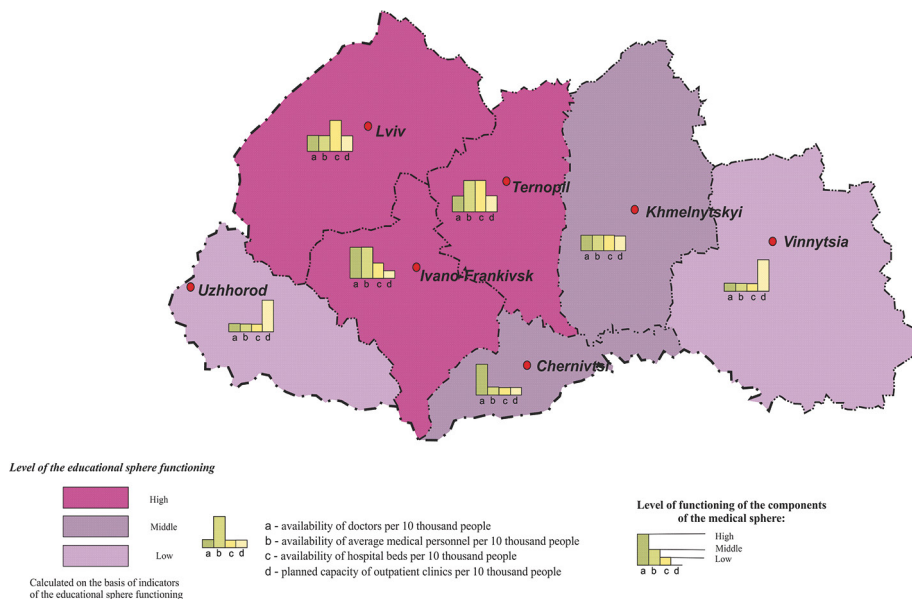 Lviv
a b c d
Ternopil
a b c d
Khmelnytskyi
a b c d
Vinnytsia
a b c d
Ivano-Frankivsk
a b c d
Uzhhorod
a b c d
Chernivtsi
a b c d
Level of the educational sphere functioning
High
Middle
Low
Calculated on the basis of indicators
of the educational sphere functioning
a b c d
a - availability of doctors per 10 thousand people
b - availability of average medical personnel per 10 thousand people
c - availability of hospital beds per 10 thousand people
d - planned capacity of outpatient clinics per 10 thousand people
Level of functioning of the components
of the medical sphere:
High
Middle
Low
a b c d